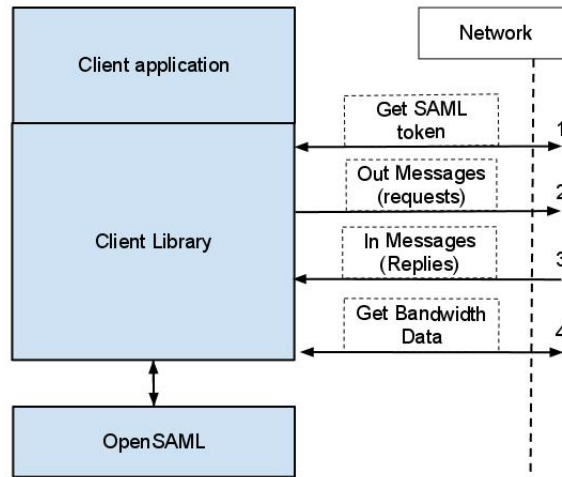 Client application
Network
Get SAML
token
1
Out Messages
(requests)
2
Client Library
In Messages
(Replies)
3
Get Bandwidth
Data
4
OpenSAML